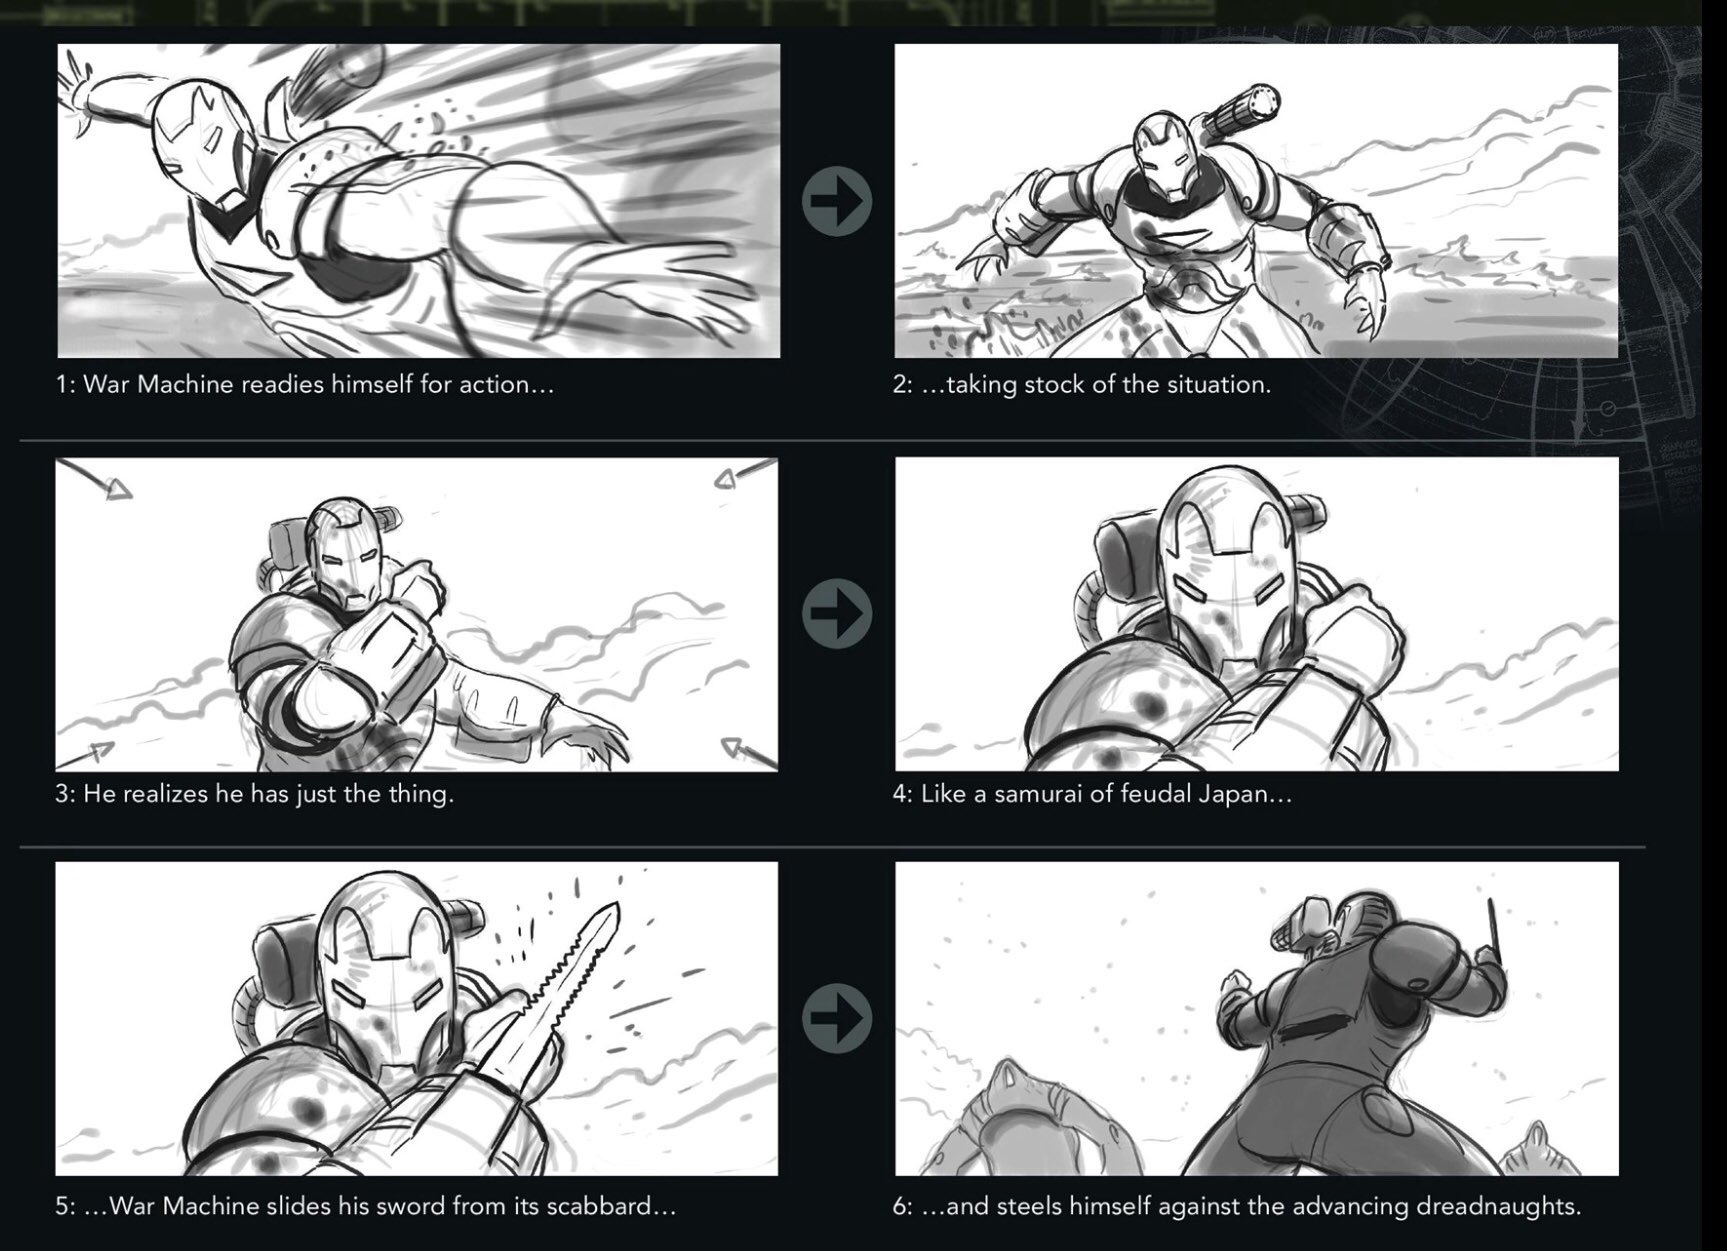 1: War Machine readies himself for action…
2: …taking stock of the situation.
3: He realizes he has just the thing.
4: Like a samurai of feudal Japan…
5: …War Machine slides his sword from its scabbard…
6: …and steels himself against the advancing dreadnaughts.